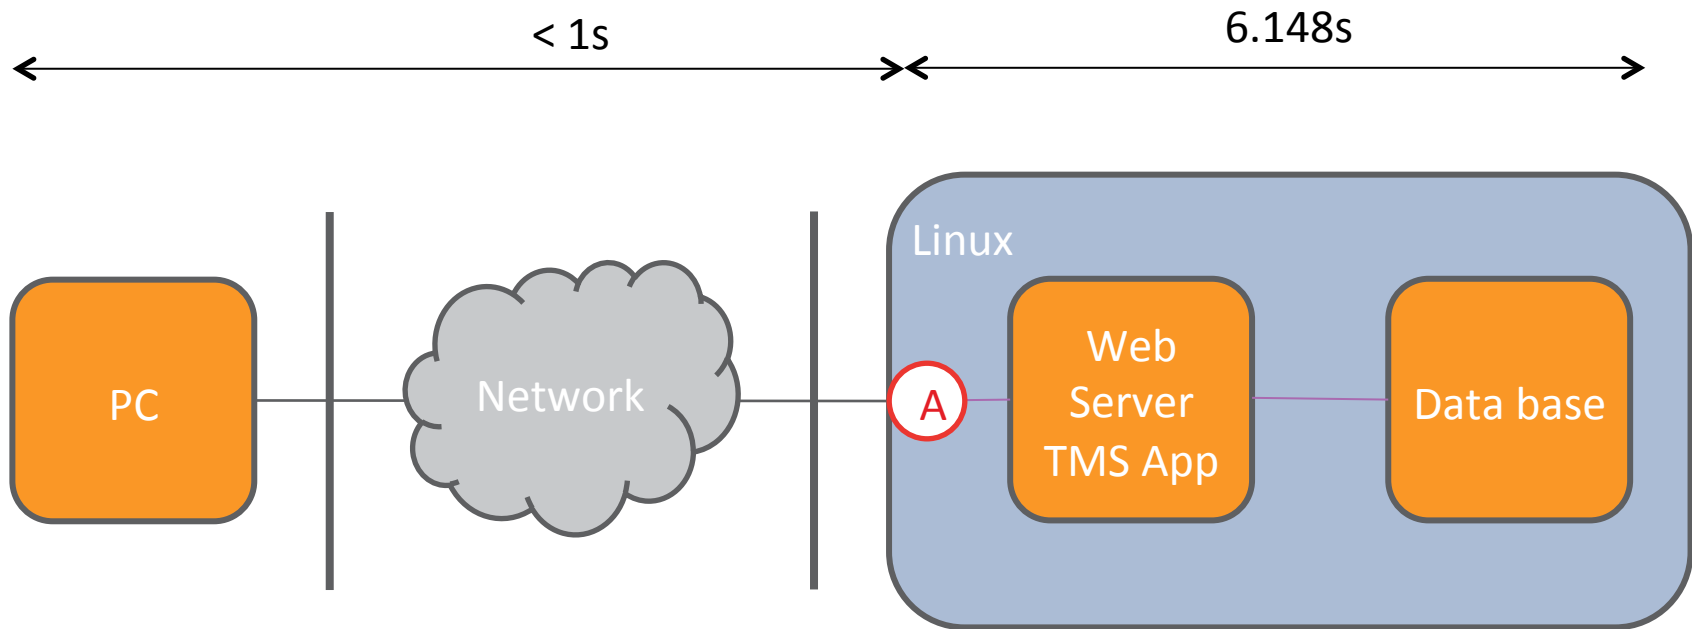 < 1s
6.148s
Linux
PC
Network
A
Web
Server
TMS App
Data base